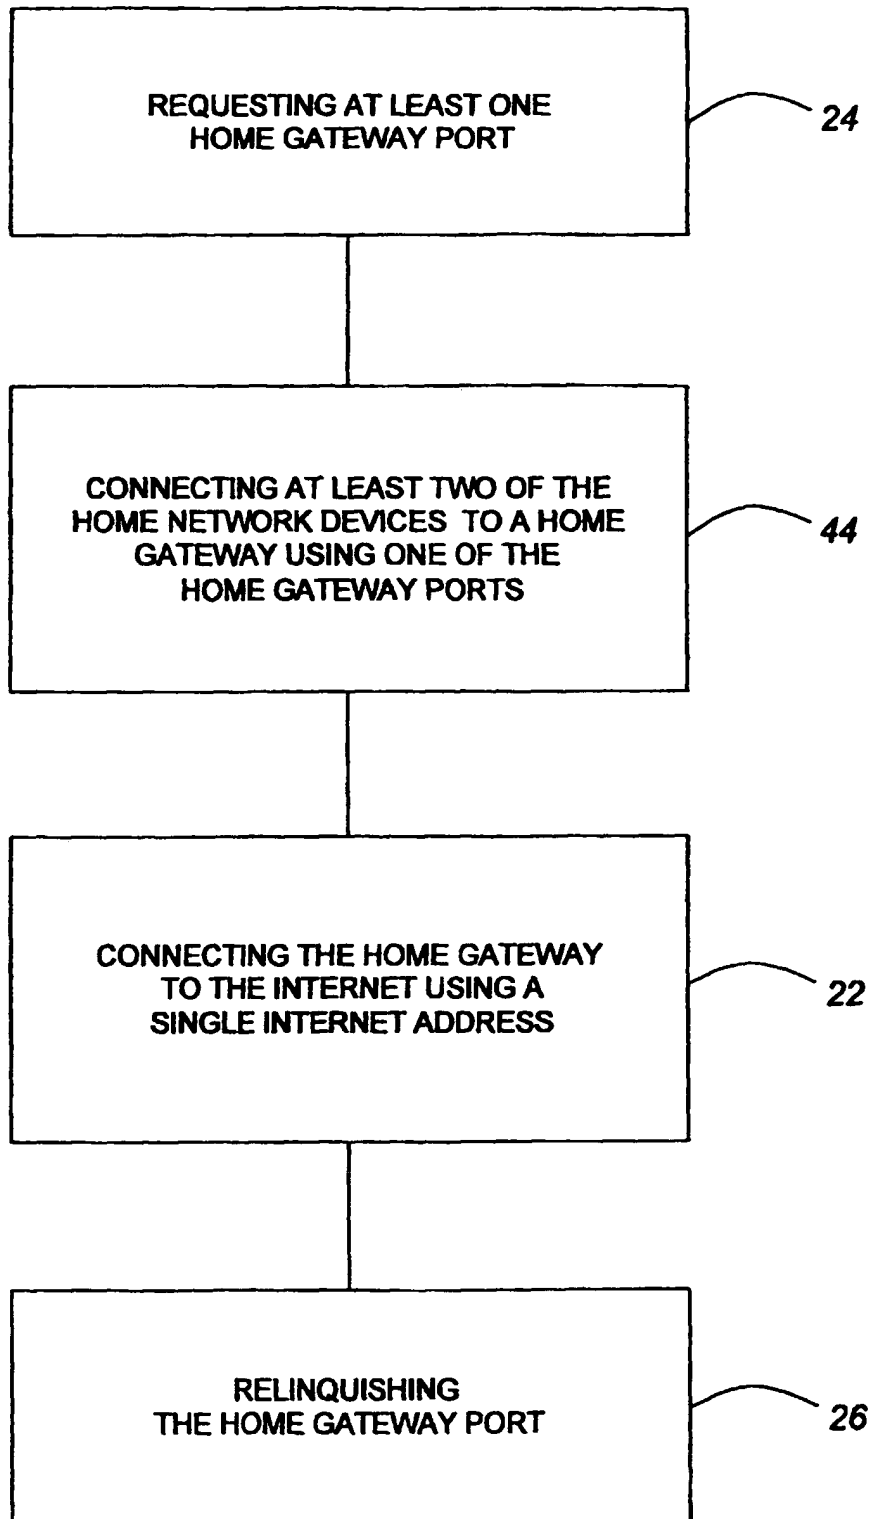 REQUESTING AT LEAST ONE
HOME GATEWAY PORT
24
CONNECTING AT LEAST TWO OF THE
HOME NETWORK DEVICES TO A HOME
GATEWAY USING ONE OF THE
HOME GATEWAY PORTS
44
CONNECTING THE HOME GATEWAY
TO THE INTERNET USING A
SINGLE INTERNET ADDRESS
22
RELINQUISHING
THE HOME GATEWAY PORT
26